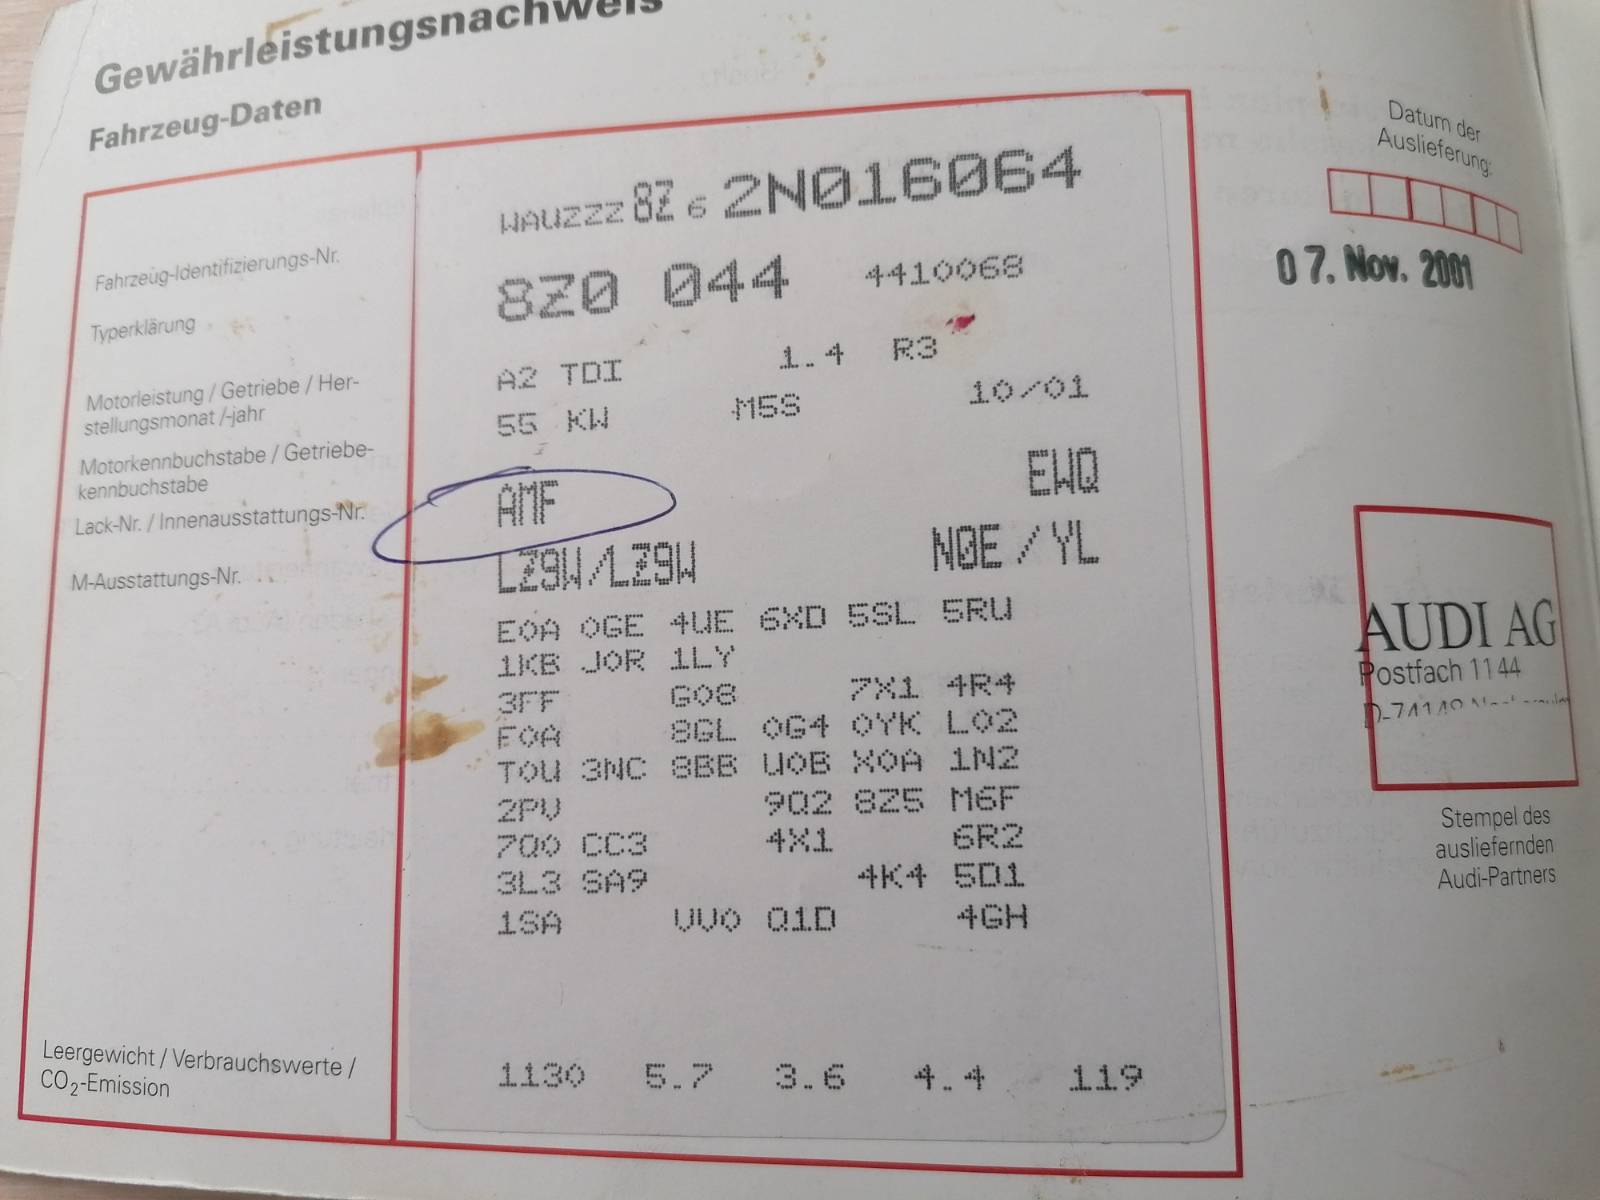 Gewährleistungsnachweis
Fahrzeug-Daten
Datum der
Auslieferung:
07. Nov. 2001
Fahrzeug-Identifizierungs-Nr.
WAUZZZ8Z6 2N016064
Typerklärung
8Z0 044 4410068
A2 TDI 1.4 R3
Motorleistung / Getriebe / Her-
stellungsmonat /-jahr
55 KW M5S 10/01
Motorkennbuchstabe / Getriebe-
kennbuchstabe
AMF EWQ
Lack-Nr. / Innenausstattungs-Nr.
LZ9W/LZ9W N0E / YL
M-Ausstattungs-Nr.
E0A 0GE 4UE 6XD 5SL 5RU
1KB J0R 1LY
3FF G08 7X1 4R4
F0A 8GL 0G4 0YK L02
T0U 3NC 8BB U0B X0A 1N2
2PU 9Q2 8Z5 M6F
7Q0 CC3 4X1 6R2
3L3 SA9 4K4 5D1
1SA VV0 Q1D 4GH
Leergewicht / Verbrauchswerte /
CO2-Emission
1130 5.7 3.6 4.4 119
AUDI AG
Postfach 1144
Stempel des
ausliefernden
Audi-Partners